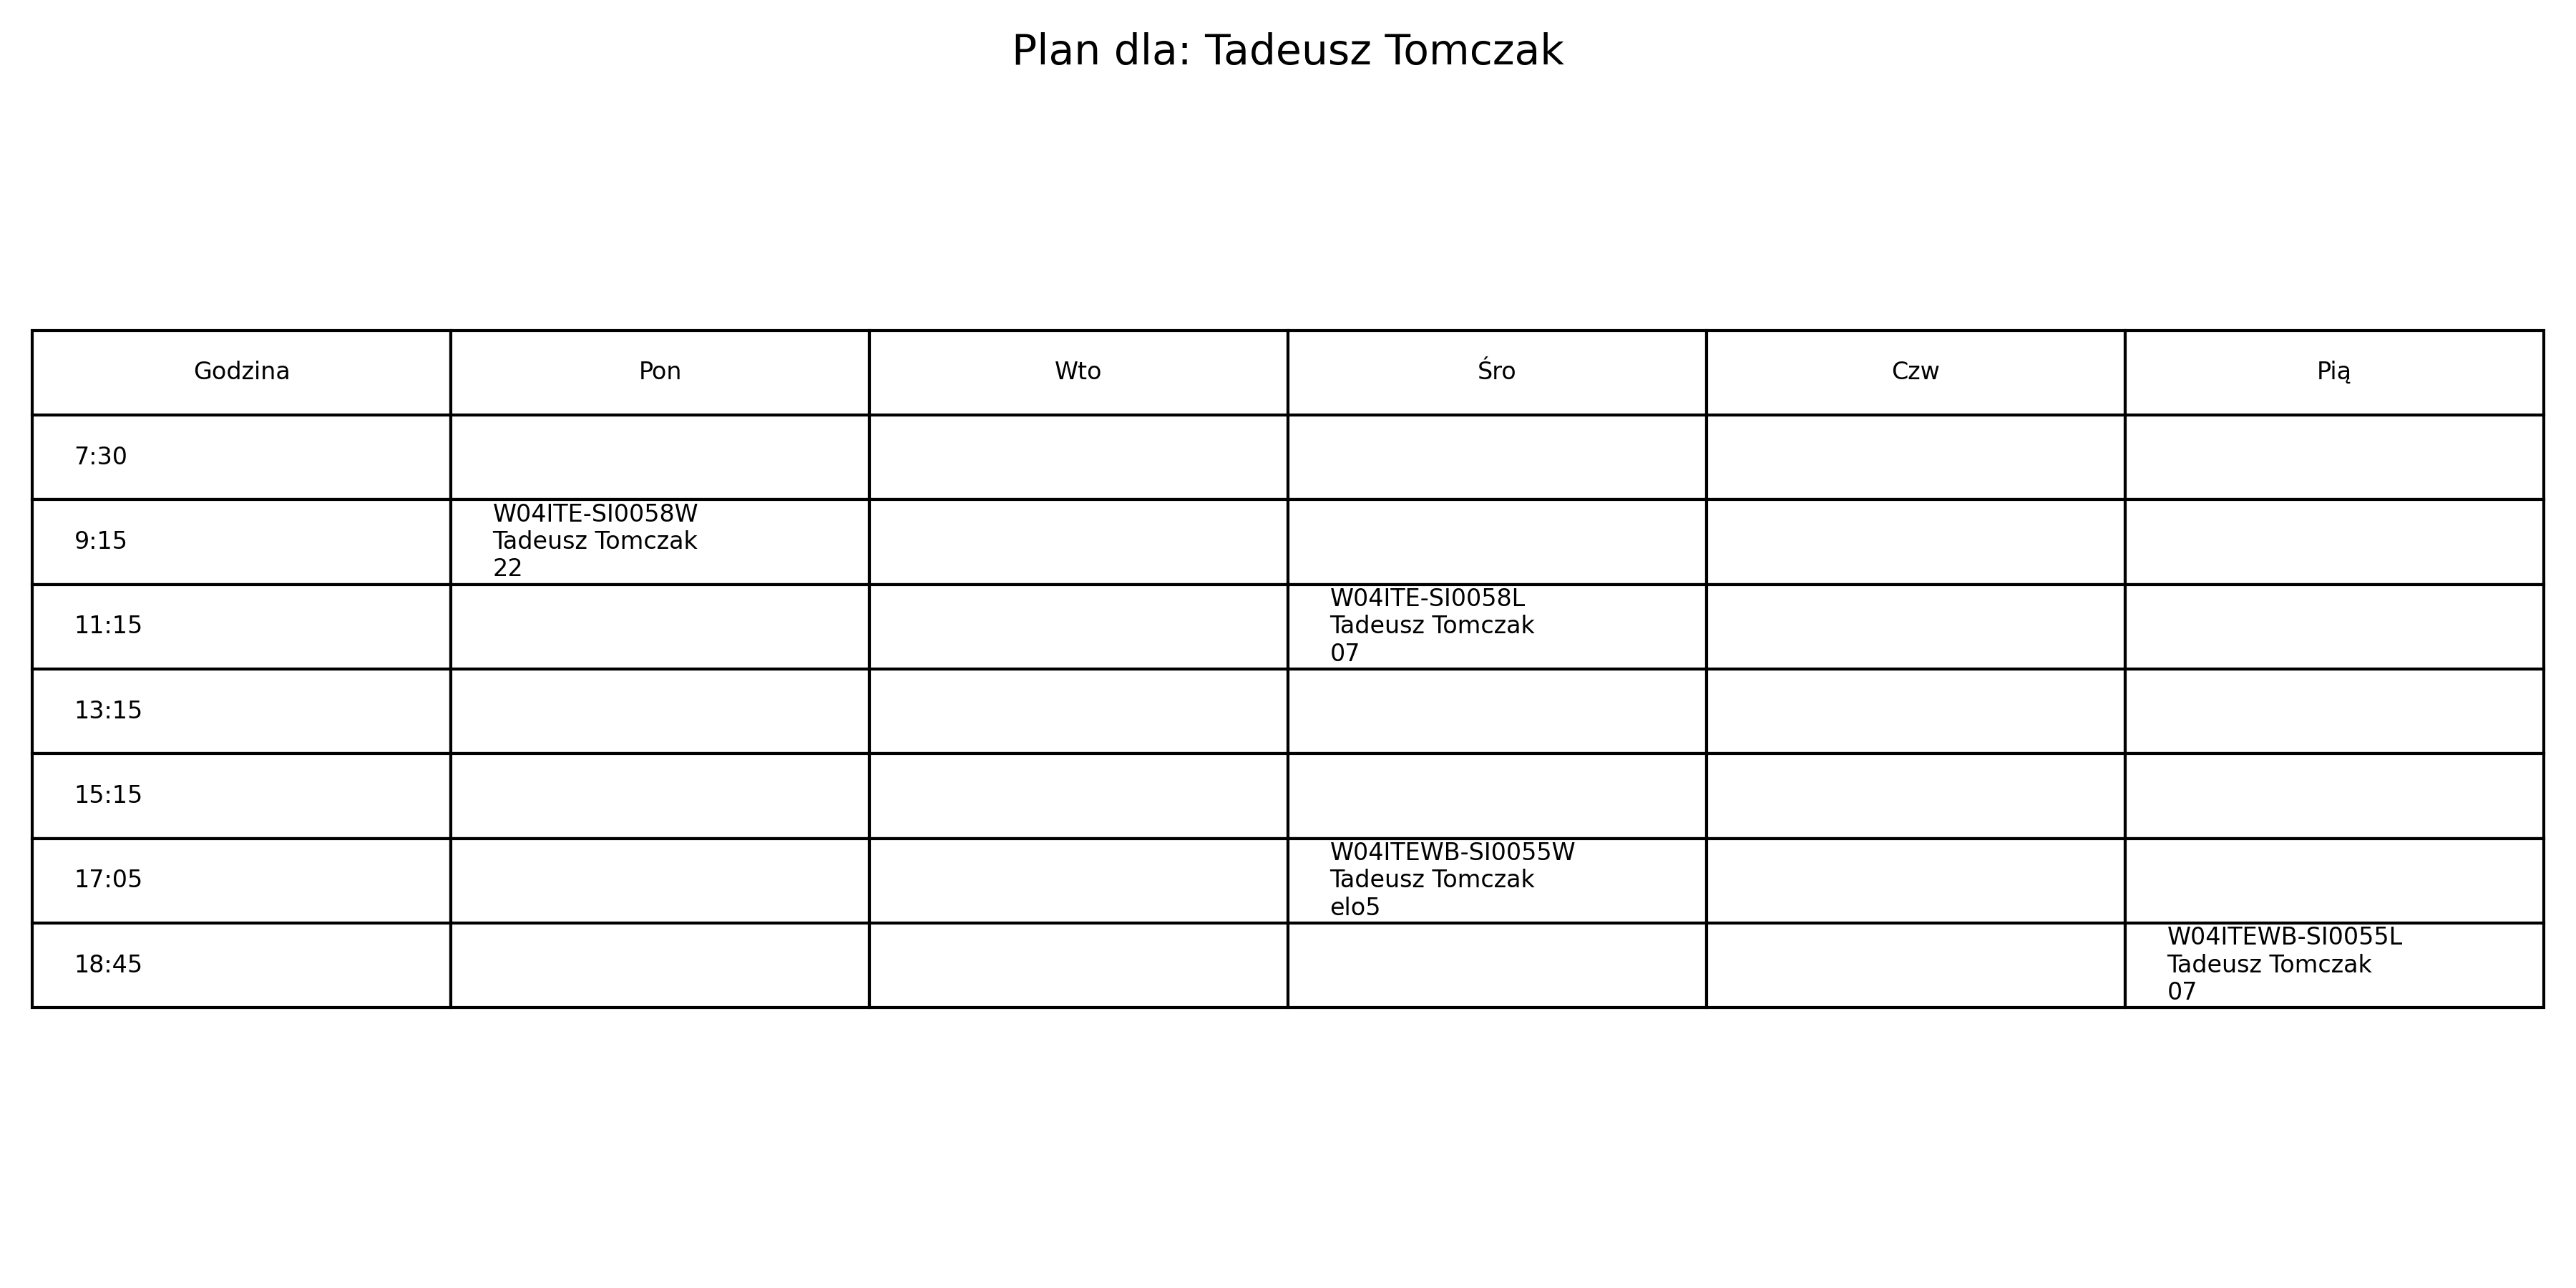 Plan dla: Tadeusz Tomczak
Godzina Pon Wto Śro Czw Pią
7:30
9:15
W04ITE-SI0058W
Tadeusz Tomczak
22
11:15
W04ITE-SI0058L
Tadeusz Tomczak
07
13:15
15:15
17:05
W04ITEWB-SI0055W
Tadeusz Tomczak
elo5
18:45
W04ITEWB-SI0055L
Tadeusz Tomczak
07